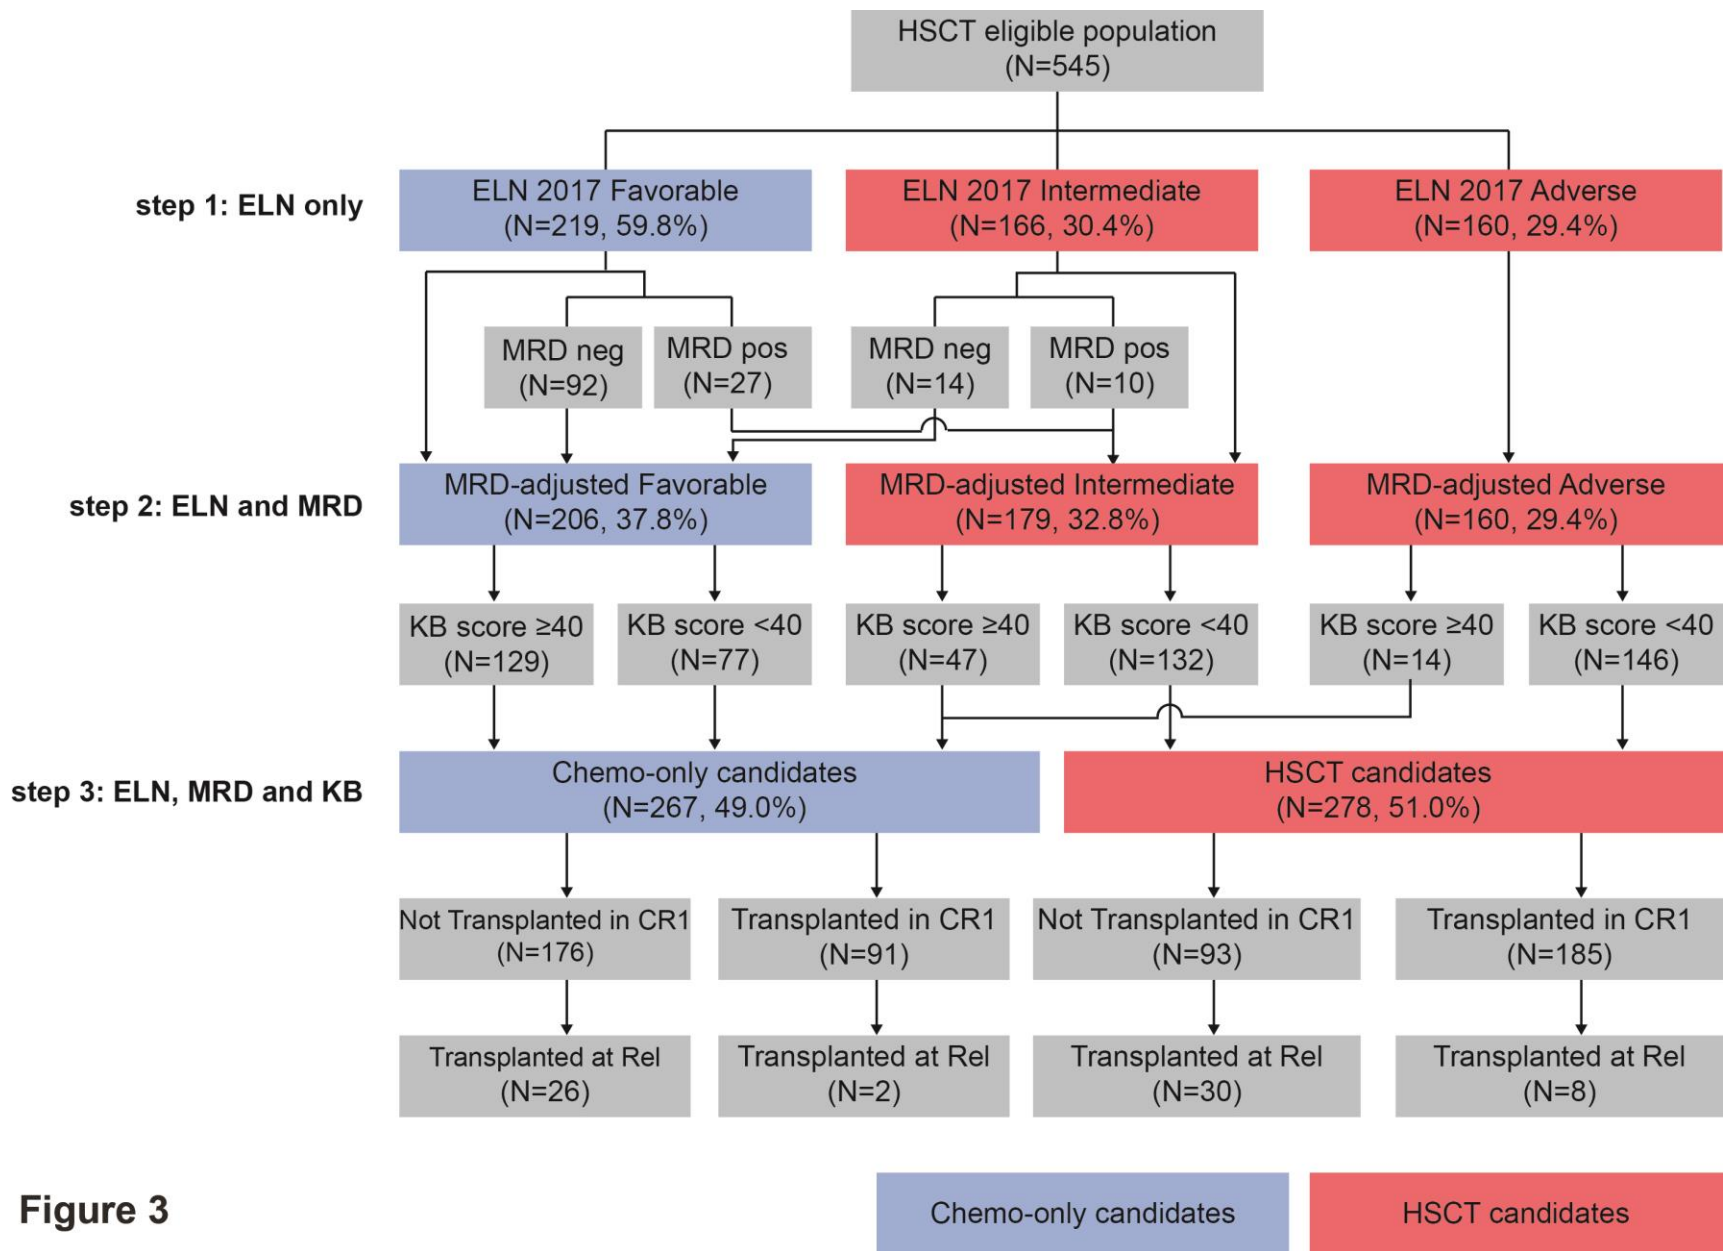 HSCT eligible population
(N=545)
step 1: ELN only
ELN 2017 Favorable
(N=219, 59.8%)
ELN 2017 Intermediate
(N=166, 30.4%)
ELN 2017 Adverse
(N=160, 29.4%)
MRD neg
(N=92)
MRD pos
(N=27)
MRD neg
(N=14)
MRD pos
(N=10)
step 2: ELN and MRD
MRD-adjusted Favorable
(N=206, 37.8%)
MRD-adjusted Intermediate
(N=179, 32.8%)
MRD-adjusted Adverse
(N=160, 29.4%)
KB score ≥40
(N=129)
KB score <40
(N=77)
KB score ≥40
(N=47)
KB score <40
(N=132)
KB score ≥40
(N=14)
KB score <40
(N=146)
step 3: ELN, MRD and KB
Chemo-only candidates
(N=267, 49.0%)
HSCT candidates
(N=278, 51.0%)
Not Transplanted in CR1
(N=176)
Transplanted in CR1
(N=91)
Not Transplanted in CR1
(N=93)
Transplanted in CR1
(N=185)
Transplanted at Rel
(N=26)
Transplanted at Rel
(N=2)
Transplanted at Rel
(N=30)
Transplanted at Rel
(N=8)
Figure 3
Chemo-only candidates
HSCT candidates